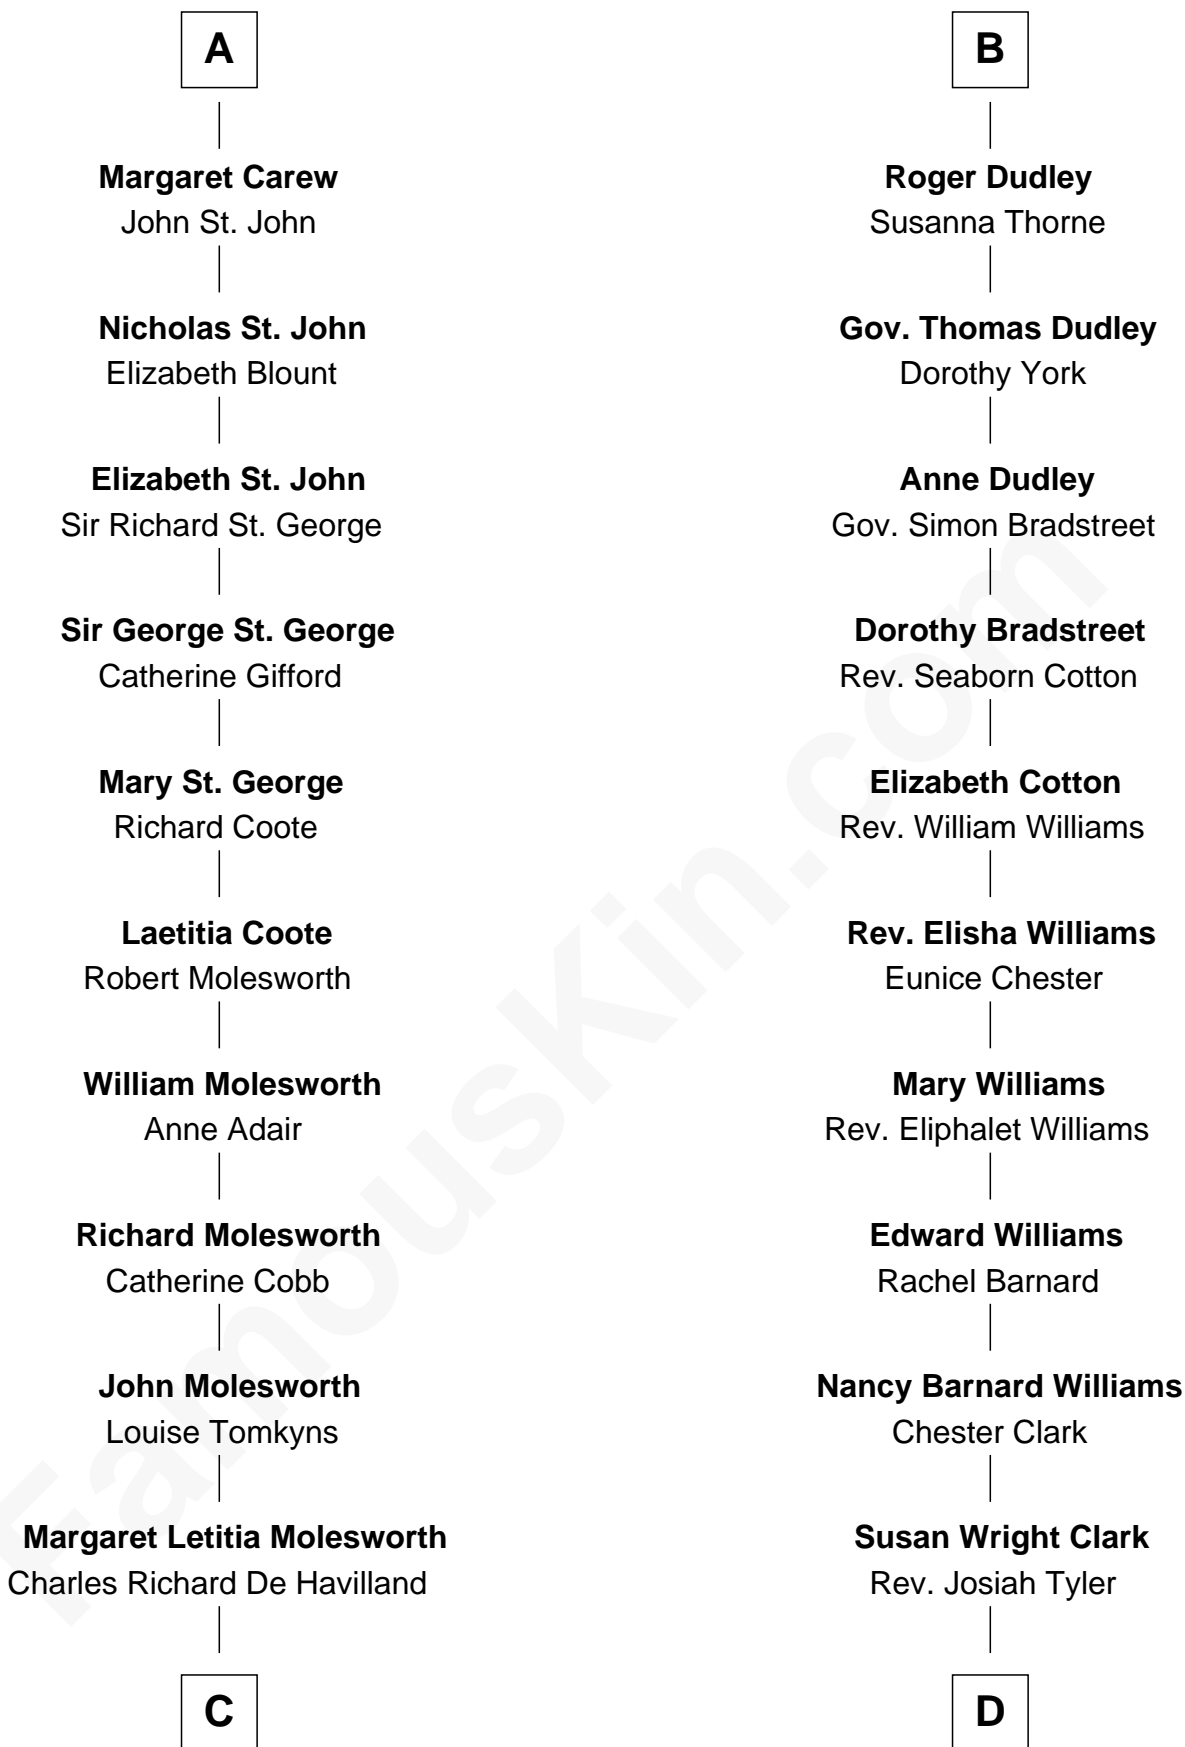 A
Margaret Carew
John St. John
Nicholas St. John
Elizabeth Blount
Elizabeth St. John
Sir Richard St. George
Sir George St. George
Catherine Gifford
Mary St. George
Richard Coote
Laetitia Coote
Robert Molesworth
William Molesworth
Anne Adair
Richard Molesworth
Catherine Cobb
John Molesworth
Louise Tomkyns
Margaret Letitia Molesworth
Charles Richard De Havilland
C
B
Roger Dudley
Susanna Thorne
Gov. Thomas Dudley
Dorothy York
Anne Dudley
Gov. Simon Bradstreet
Dorothy Bradstreet
Rev. Seaborn Cotton
Elizabeth Cotton
Rev. William Williams
Rev. Elisha Williams
Eunice Chester
Mary Williams
Rev. Eliphalet Williams
Edward Williams
Rachel Barnard
Nancy Barnard Williams
Chester Clark
Susan Wright Clark
Rev. Josiah Tyler
D
FamousKin.com